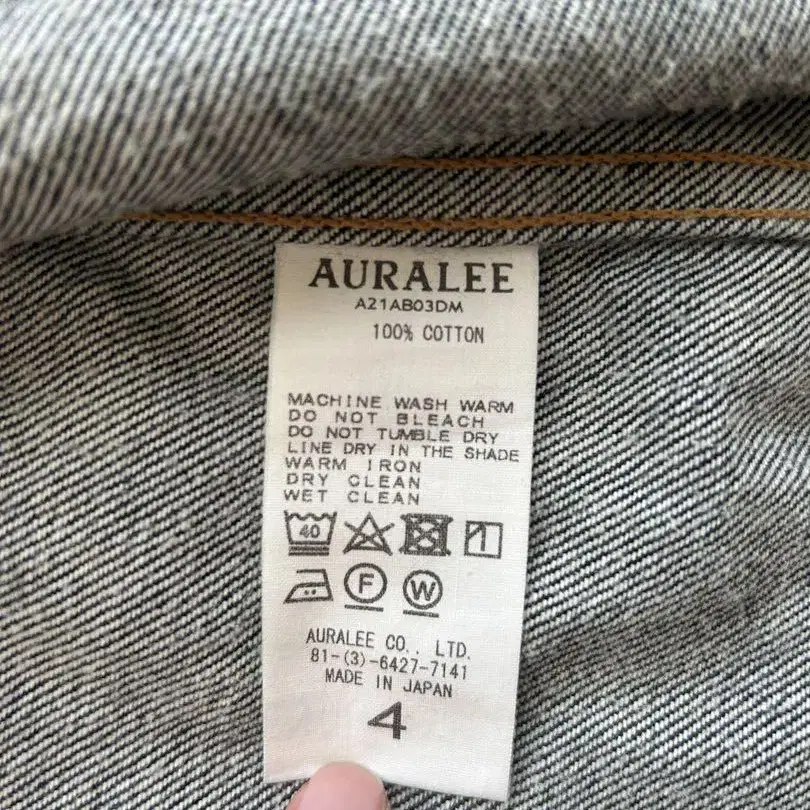 AURALEE
A21AB03DM
100% COTTON
MACHINE WASH WARM
DO NOT BLEACH
DO NOT TUMBLE DRY
LINE DRY IN THE SHADE
WARM IRON
DRY CLEAN
WET CLEAN
40
F W
AURALEE CO., LTD.
81-(3)-6427-7141
MADE IN JAPAN
4